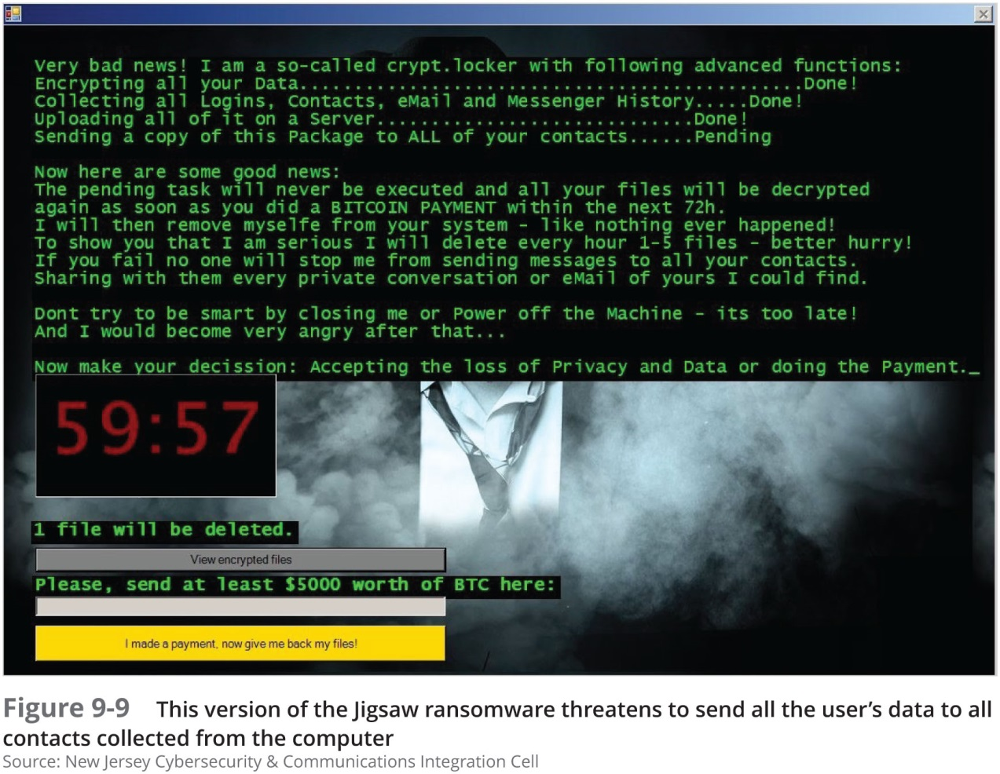 Very bad news! I am a so-called crypt.locker with following advanced functions:
Encrypting all your Data.......................................................Done!
Collecting all Logins, Contacts, eMail and Messenger History.....Done!
Uploading all of it on a Server..................................Done!
Sending a copy of this Package to ALL of your contacts......Pending
Now here are some good news:
The pending task will never be executed and all your files will be decrypted
again as soon as you did a BITCOIN PAYMENT within the next 72h.
I will then remove myselfe from your system - like nothing ever happened!
To show you that I am serious I will delete every hour 1-5 files - better hurry!
If you fail no one will stop me from sending messages to all your contacts.
Sharing with them every private conversation or eMail of yours I could find.
Dont try to be smart by closing me or Power off the Machine - its too late!
And I would become very angry after that...
Now make your decission: Accepting the loss of Privacy and Data or doing the Payment._
59:57
1 file will be deleted.
View encrypted files
Please, send at least $5000 worth of BTC here:
I made a payment, now give me back my files!
Figure 9-9 This version of the Jigsaw ransomware threatens to send all the user’s data to all
contacts collected from the computer
Source: New Jersey Cybersecurity & Communications Integration Cell